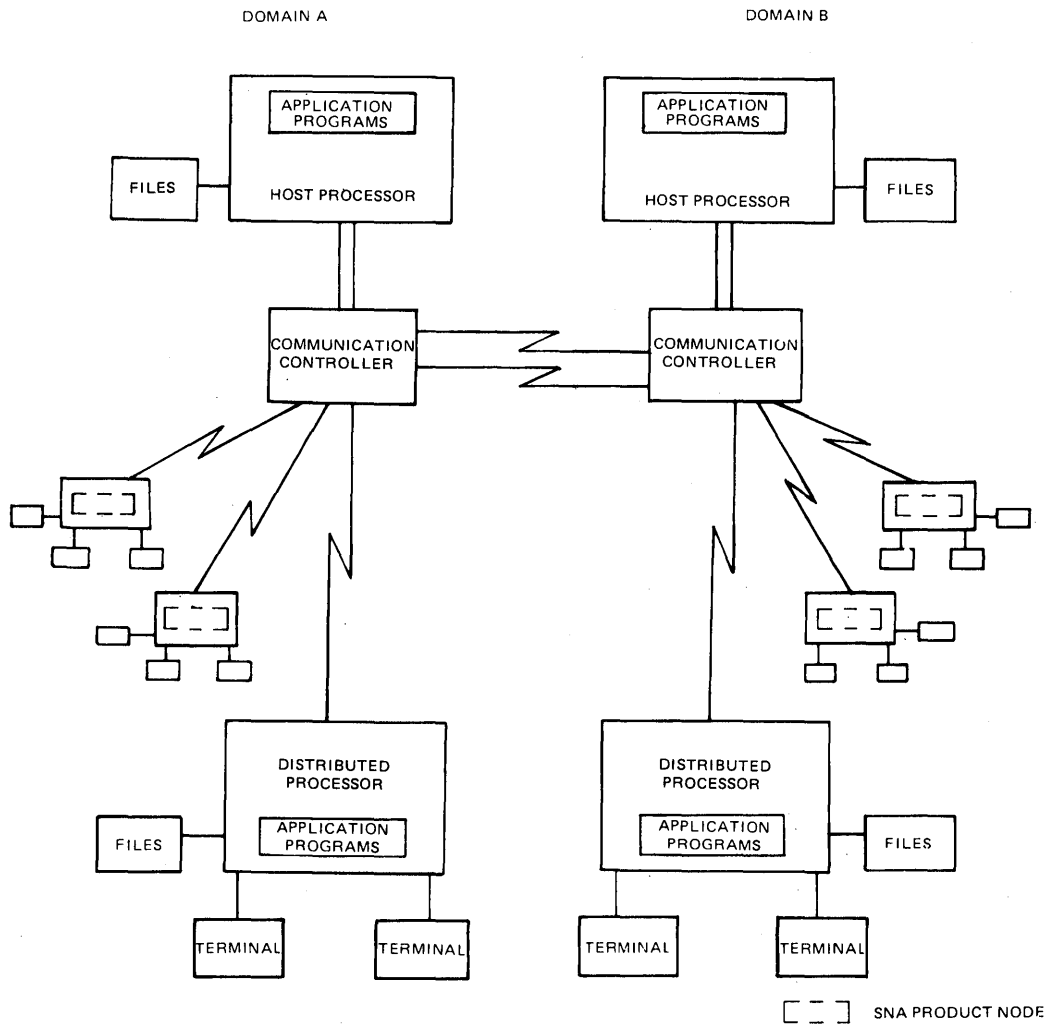 DOMAIN A
DOMAIN B
APPLICATION
PROGRAMS
HOST PROCESSOR
FILES
APPLICATION
PROGRAMS
HOST PROCESSOR
FILES
COMMUNICATION
CONTROLLER
COMMUNICATION
CONTROLLER
DISTRIBUTED
PROCESSOR
APPLICATION
PROGRAMS
FILES
TERMINAL
TERMINAL
DISTRIBUTED
PROCESSOR
APPLICATION
PROGRAMS
FILES
TERMINAL
TERMINAL
SNA PRODUCT NODE